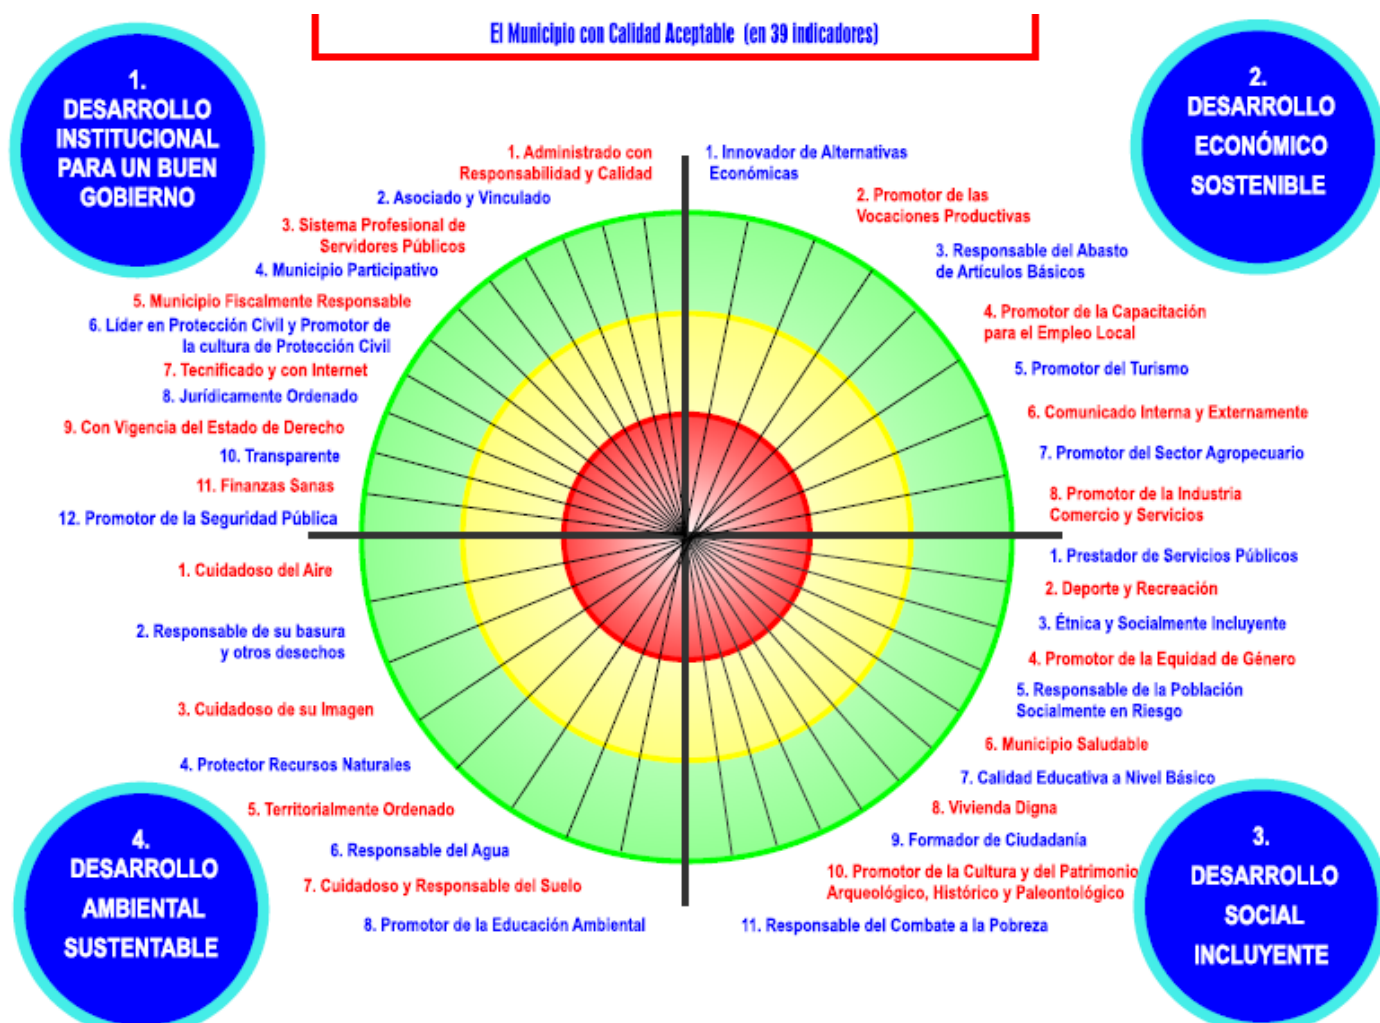 El Municipio con Calidad Aceptable (en 39 indicadores)
1.
DESARROLLO
INSTITUCIONAL
PARA UN BUEN
GOBIERNO
1. Administrado con
Responsabilidad y Calidad
2. Asociado y Vinculado
3. Sistema Profesional de
Servidores Públicos
4. Municipio Participativo
5. Municipio Fiscalmente Responsable
6. Líder en Protección Civil y Promotor de
la cultura de Protección Civil
7. Tecnificado y con Internet
8. Jurídicamente Ordenado
9. Con Vigencia del Estado de Derecho
10. Transparente
11. Finanzas Sanas
12. Promotor de la Seguridad Pública
2.
DESARROLLO
ECONÓMICO
SOSTENIBLE
1. Innovador de Alternativas
Económicas
2. Promotor de las
Vocaciones Productivas
3. Responsable del Abasto
de Artículos Básicos
4. Promotor de la Capacitación
para el Empleo Local
5. Promotor del Turismo
6. Comunicado Interna y Externamente
7. Promotor del Sector Agropecuario
8. Promotor de la Industria
Comercio y Servicios
1. Prestador de Servicios Públicos
2. Deporte y Recreación
3. Étnica y Socialmente Incluyente
4. Promotor de la Equidad de Género
5. Responsable de la Población
Socialmente en Riesgo
6. Municipio Saludable
7. Calidad Educativa a Nivel Básico
8. Vivienda Digna
9. Formador de Ciudadanía
10. Promotor de la Cultura y del Patrimonio
Arqueológico, Histórico y Paleontológico
11. Responsable del Combate a la Pobreza
3.
DESARROLLO
SOCIAL
INCLUYENTE
1. Cuidadoso del Aire
2. Responsable de su basura
y otros desechos
3. Cuidadoso de su Imagen
4. Protector Recursos Naturales
5. Territorialmente Ordenado
6. Responsable del Agua
7. Cuidadoso y Responsable del Suelo
8. Promotor de la Educación Ambiental
4.
DESARROLLO
AMBIENTAL
SUSTENTABLE